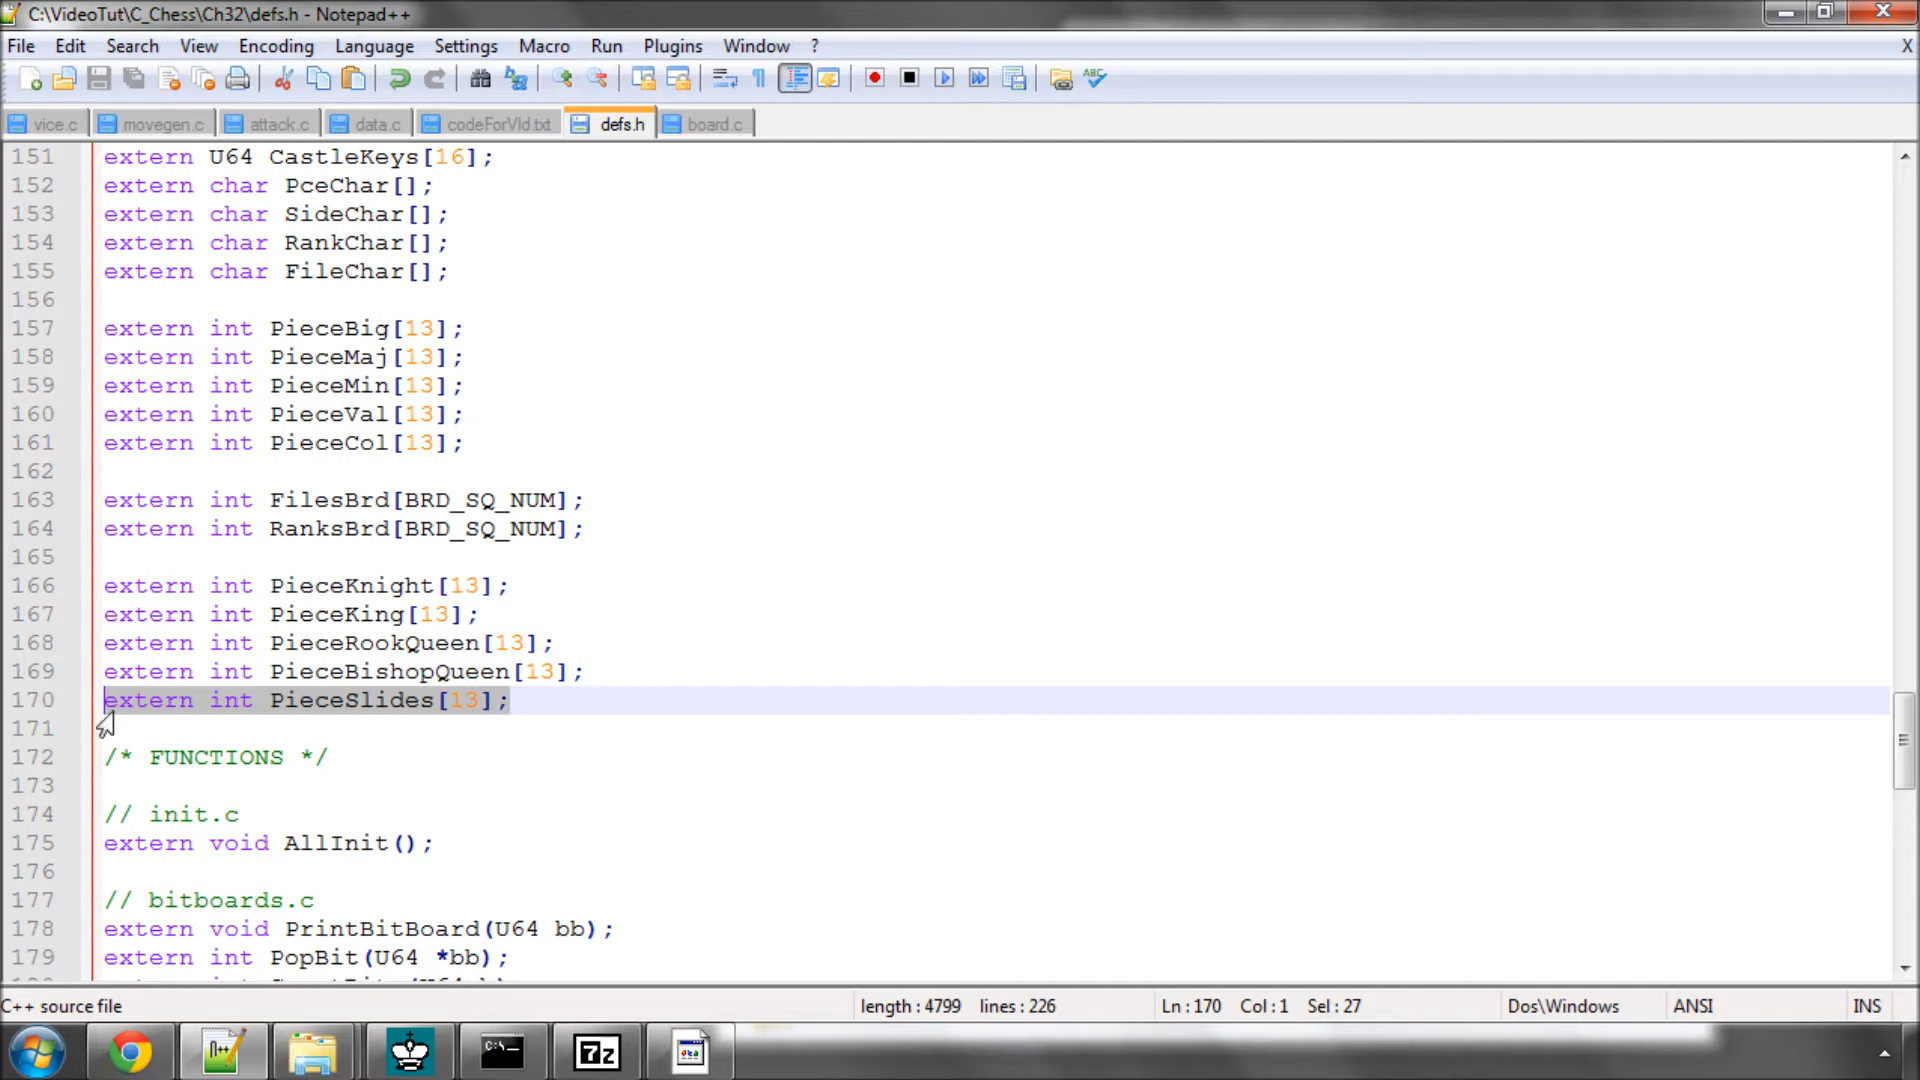 C:\VideoTut\C_Chess\Ch32\defs.h - Notepad++
File Edit Search View Encoding Language Settings Macro Run Plugins Window ? X
vice.c movegen.c attack.c data.c codeForVId.txt defs.h board.c
151 extern U64 CastleKeys[16];
152 extern char PceChar[];
153 extern char SideChar[];
154 extern char RankChar[];
155 extern char FileChar[];
156
157 extern int PieceBig[13];
158 extern int PieceMaj[13];
159 extern int PieceMin[13];
160 extern int PieceVal[13];
161 extern int PieceCol[13];
162
163 extern int FilesBrd[BRD_SQ_NUM];
164 extern int RanksBrd[BRD_SQ_NUM];
165
166 extern int PieceKnight[13];
167 extern int PieceKing[13];
168 extern int PieceRookQueen[13];
169 extern int PieceBishopQueen[13];
170 extern int PieceSlides[13];
171
172 /* FUNCTIONS */
173
174 // init.c
175 extern void AllInit();
176
177 // bitboards.c
178 extern void PrintBitBoard(U64 bb);
179 extern int PopBit(U64 *bb);
C++ source file length : 4799 lines : 226 Ln : 170 Col : 1 Sel : 27 Dos\Windows ANSI INS